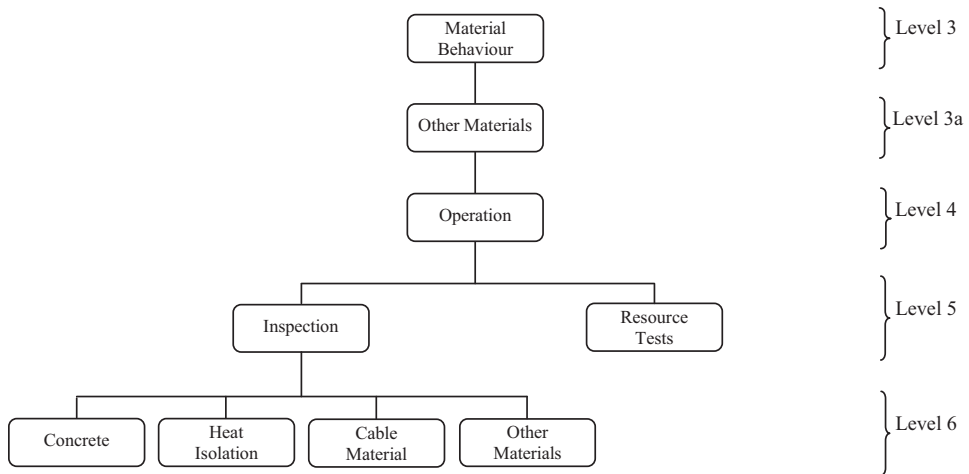 Material
Behaviour
Level 3
Other Materials
Level 3a
Operation
Level 4
Inspection
Resource
Tests
Level 5
Concrete
Heat
Isolation
Cable
Material
Other
Materials
Level 6